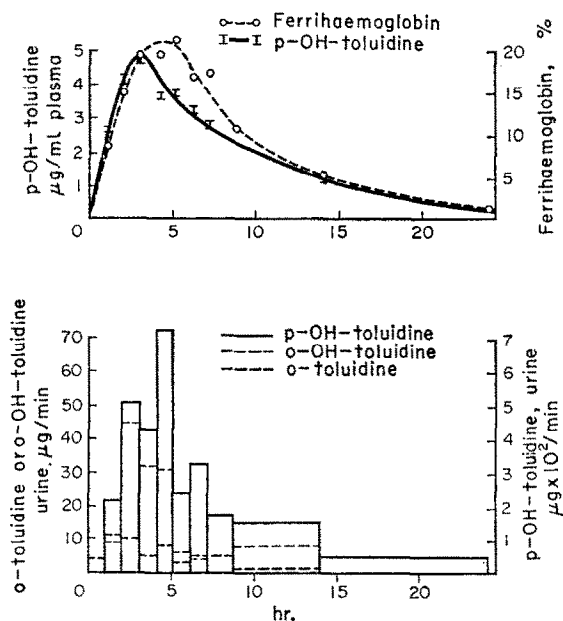 Ferrihaemoglobin
p-OH-toluidine
p-OH-toluidine
µg/ml plasma
5
4
3
2
1
%
Ferrihaemoglobin,
20
15
10
5
0 5 10 15 20
p-OH-toluidine
o-OH-toluidine
o-toluidine
o-toluidine or o-OH-toluidine
urine, µg/min
70
60
50
40
30
20
10
7
6
5
4
3
2
1
p-OH-toluidine, urine
µg x 10²/min
0 5 10 15 20
hr.